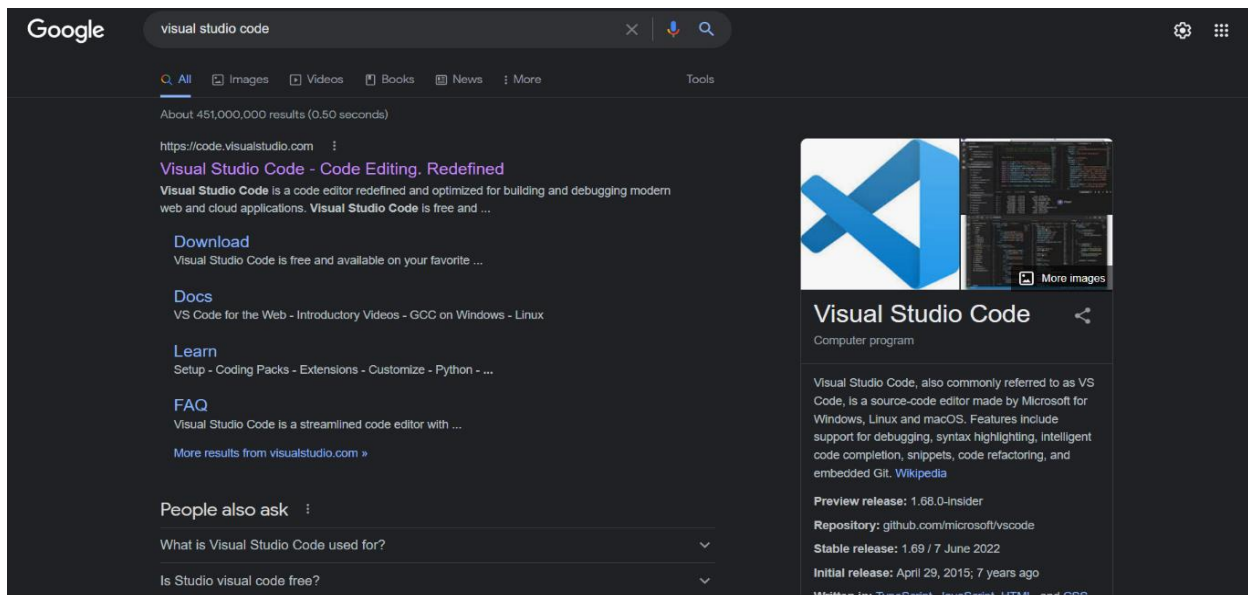 Google
visual studio code
All
Images
Videos
Books
News
More
Tools
About 451,000,000 results (0.50 seconds)
https://code.visualstudio.com
Visual Studio Code - Code Editing. Redefined
Visual Studio Code is a code editor redefined and optimized for building and debugging modern
web and cloud applications. Visual Studio Code is free and ...
Download
Visual Studio Code is free and available on your favorite ...
Docs
VS Code for the Web - Introductory Videos - GCC on Windows - Linux
Learn
Setup - Coding Packs - Extensions - Customize - Python - ...
FAQ
Visual Studio Code is a streamlined code editor with ...
More results from visualstudio.com »
People also ask
What is Visual Studio Code used for?
Is Studio visual code free?
More images
Visual Studio Code
Computer program
Visual Studio Code, also commonly referred to as VS
Code, is a source-code editor made by Microsoft for
Windows, Linux and macOS. Features include
support for debugging, syntax highlighting, intelligent
code completion, snippets, code refactoring, and
embedded Git. Wikipedia
Preview release: 1.68.0-insider
Repository: github.com/microsoft/vscode
Stable release: 1.69 / 7 June 2022
Initial release: April 29, 2015; 7 years ago
Written in: TypeScript, JavaScript, HTML, and CSS